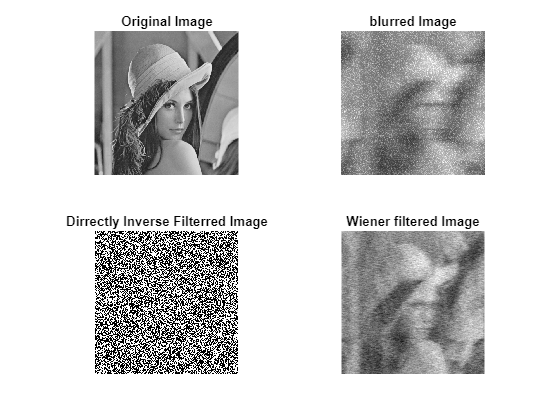 Original Image
blurred Image
Dirrectly Inverse Filterred Image
Wiener filtered Image